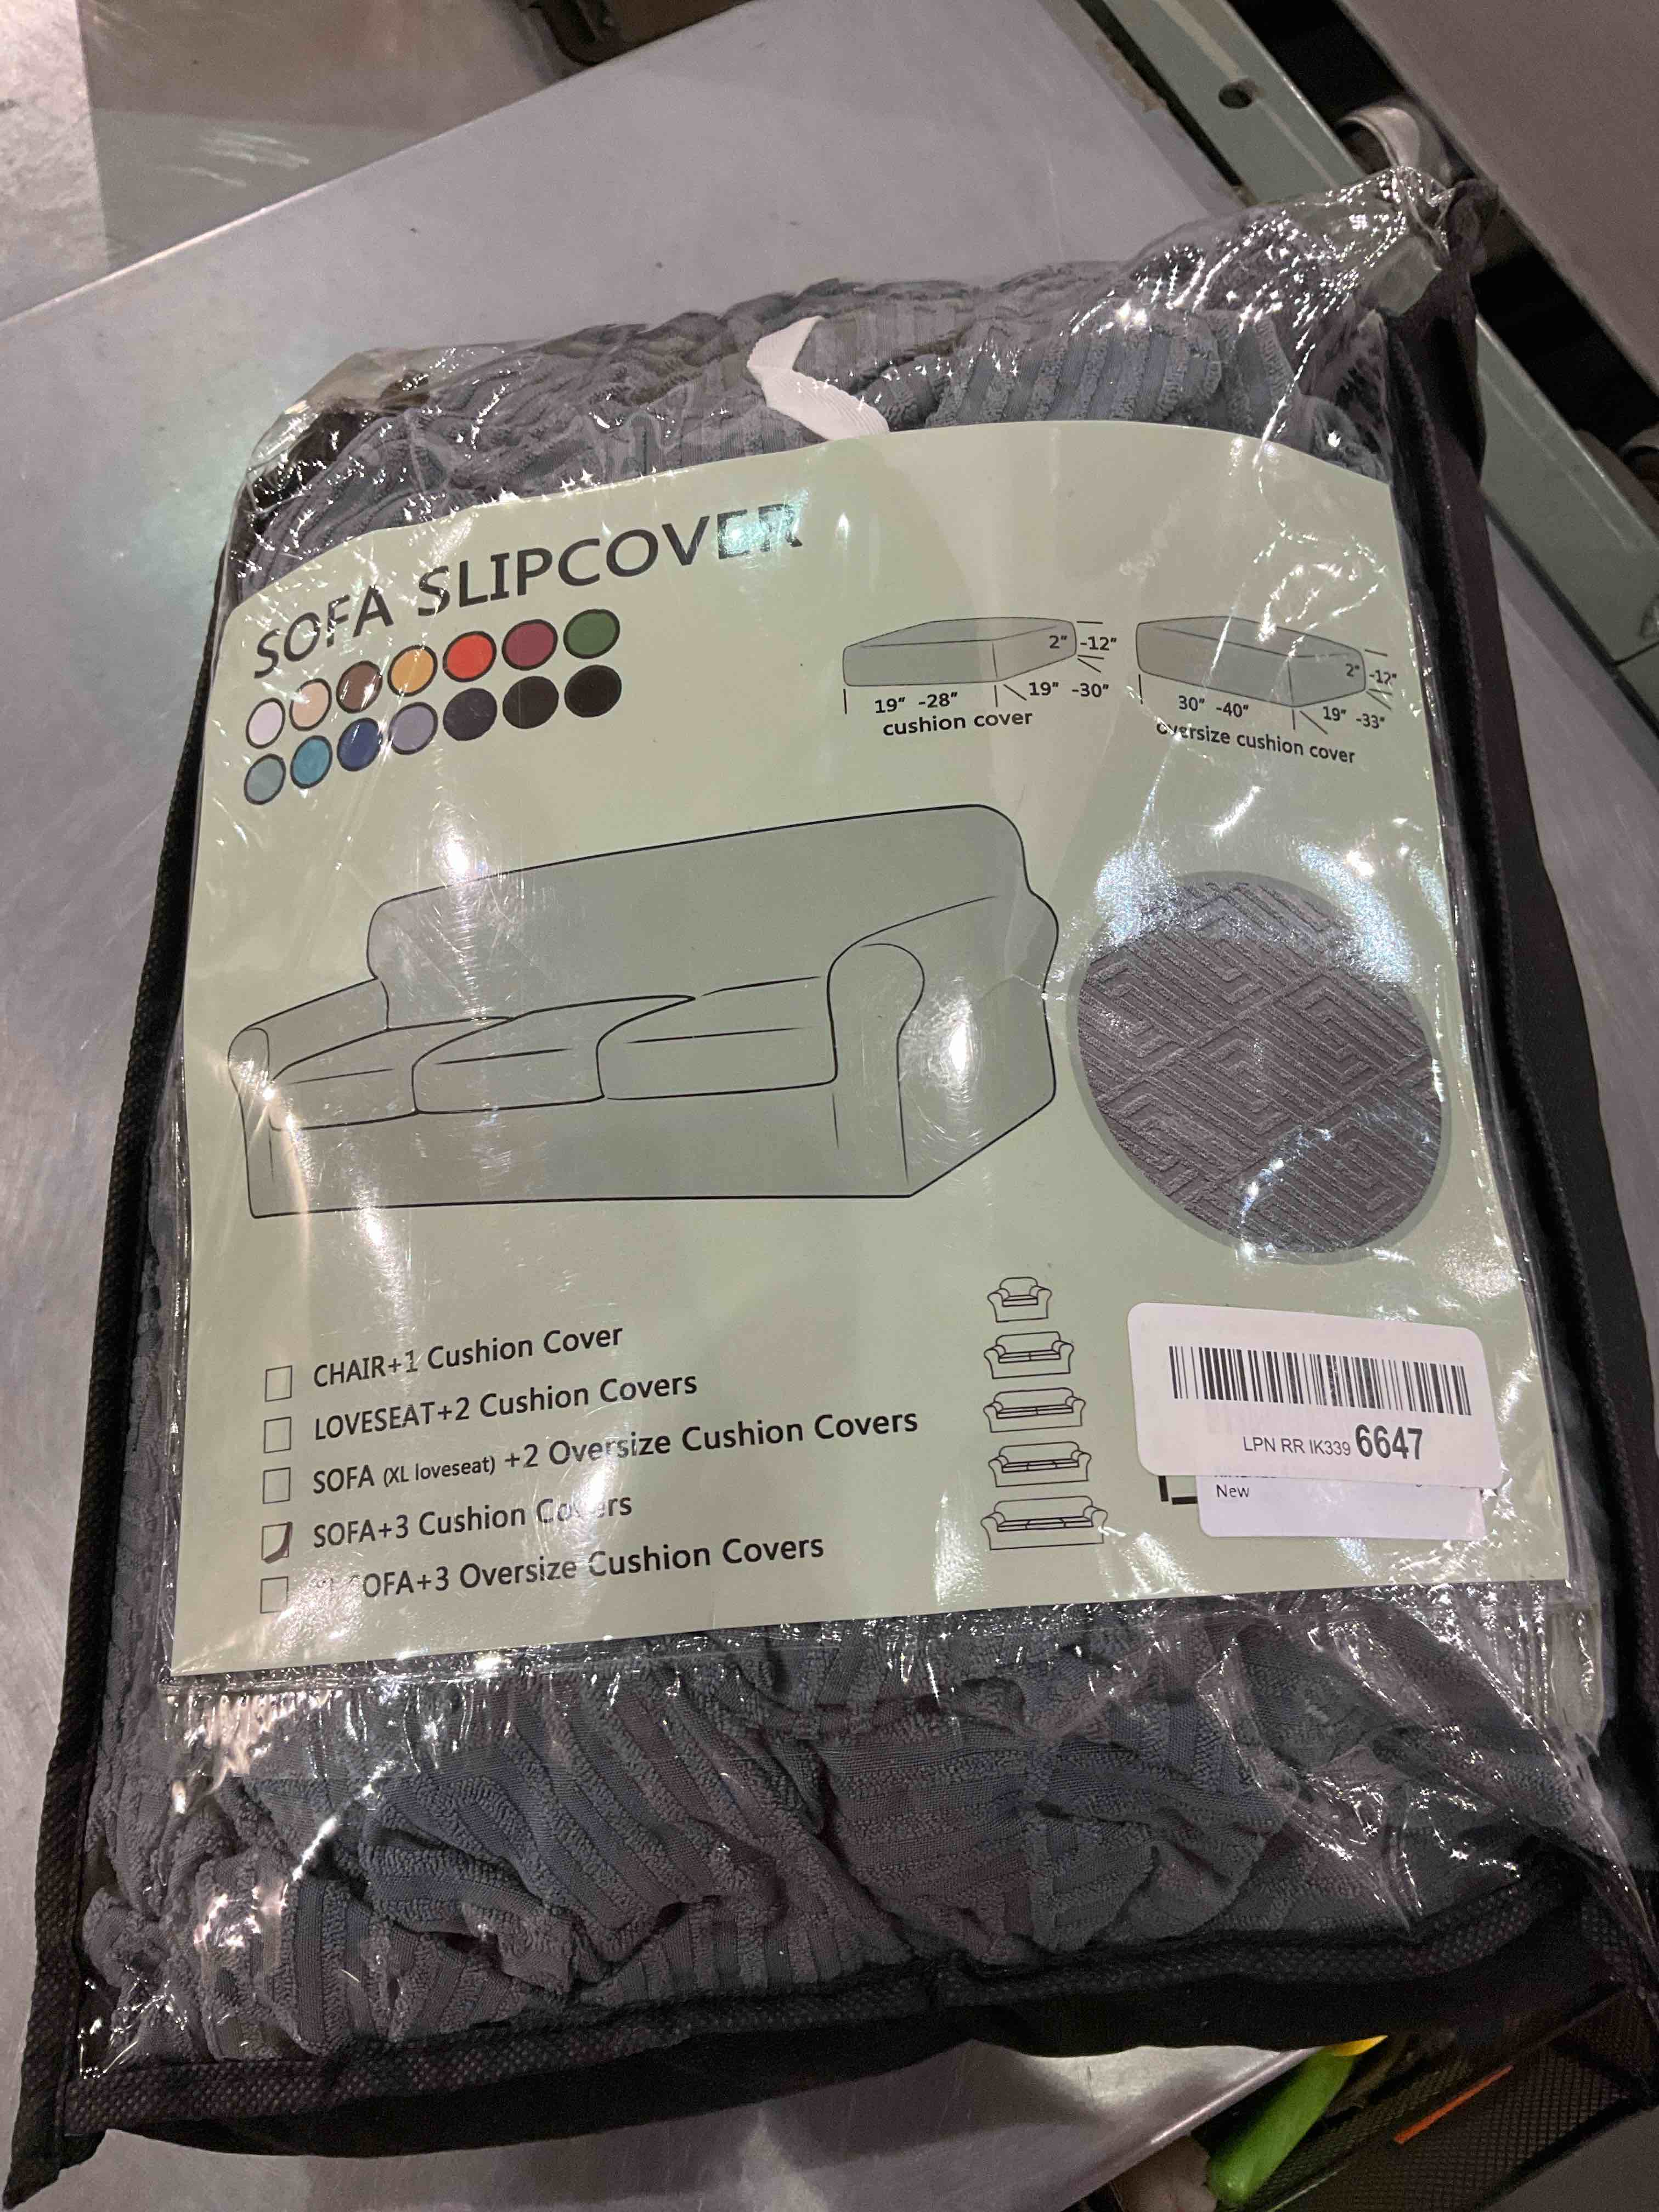 SOFA SLIPCOVER
2" -12"
19" -28" 19" -30"
cushion cover
2" -12"
30" -40" 19" -33"
oversize cushion cover
CHAIR+1 Cushion Cover
LOVESEAT+2 Cushion Covers
SOFA (XL loveseat) +2 Oversize Cushion Covers
SOFA+3 Cushion Covers
OFA+3 Oversize Cushion Covers
LPN RR IK339 6647
New